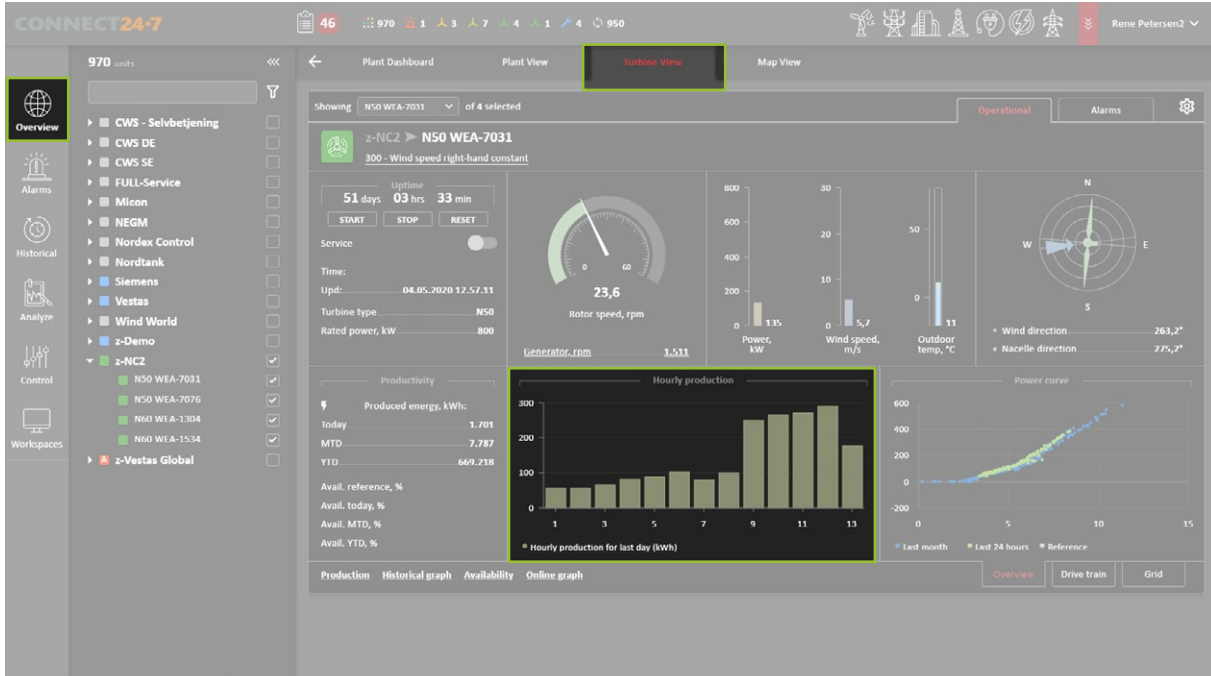 CONNECT24•7
46 970 1 3 7 4 1 4 950
Rene Petersen2
970 units
Plant Dashboard Plant View Turbine View Map View
Overview
Alarms
Historical
Analyze
Control
Workspaces
CWS - Selvbetjening
CWS DE
CWS SE
FULL-Service
Micon
NEGM
Nordex Control
Nordtank
Siemens
Vestas
Wind World
z-Demo
z-NC2
N50 WEA-7031
N50 WEA-7076
N60 WEA-1304
N60 WEA-1534
A z-Vestas Global
Showing N50 WEA-7031 of 4 selected
Operational Alarms
z-NC2 ➤ N50 WEA-7031
300 - Wind speed right-hand constant
Uptime
51 days 03 hrs 33 min
START STOP RESET
Service
Time:
Upd: 04.05.2020 12.57.11
Turbine type N50
Rated power, kW 800
0 60
23,6
Rotor speed, rpm
Generator, rpm 1.511
800
600
400
200
0
135
Power,
kW
30
20
10
0
5,7
Wind speed,
m/s
50
0
11
Outdoor
temp, °C
N
W E
S
• Wind direction 263,2°
• Nacelle direction 275,2°
Productivity
Produced energy, kWh:
Today 1.701
MTD 7.787
YTD 669.218
Avail. reference, %
Avail. today, %
Avail. MTD, %
Avail. YTD, %
Hourly production
300
200
100
0
1 3 5 7 9 11 13
Hourly production for last day (kWh)
Power curve
600
400
200
0
-200
0 5 10 15
Last month Last 24 hours Reference
Production Historical graph Availability Online graph
Overview Drive train Grid